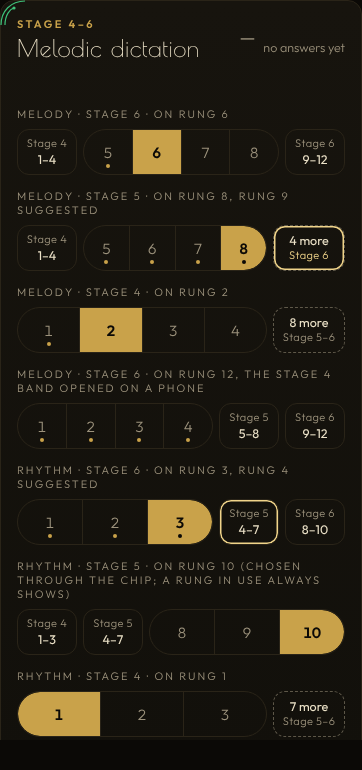 STAGE 4–6
Melodic dictation
— no answers yet
MELODY · STAGE 6 · ON RUNG 6
Stage 4 5 6 7 8 Stage 6
1–4 9–12
MELODY · STAGE 5 · ON RUNG 8, RUNG 9
SUGGESTED
Stage 4 5 6 7 8 4 more
1–4 Stage 6
MELODY · STAGE 4 · ON RUNG 2
1 2 3 4 8 more
Stage 5–6
MELODY · STAGE 6 · ON RUNG 12, THE STAGE 4
BAND OPENED ON A PHONE
1 2 3 4 Stage 5 Stage 6
5–8 9–12
RHYTHM · STAGE 6 · ON RUNG 3, RUNG 4
SUGGESTED
1 2 3 Stage 5 Stage 6
4–7 8–10
RHYTHM · STAGE 5 · ON RUNG 10 (CHOSEN
THROUGH THE CHIP; A RUNG IN USE ALWAYS
SHOWS)
Stage 4 Stage 5 8 9 10
1–3 4–7
RHYTHM · STAGE 4 · ON RUNG 1
1 2 3 7 more
Stage 5–6